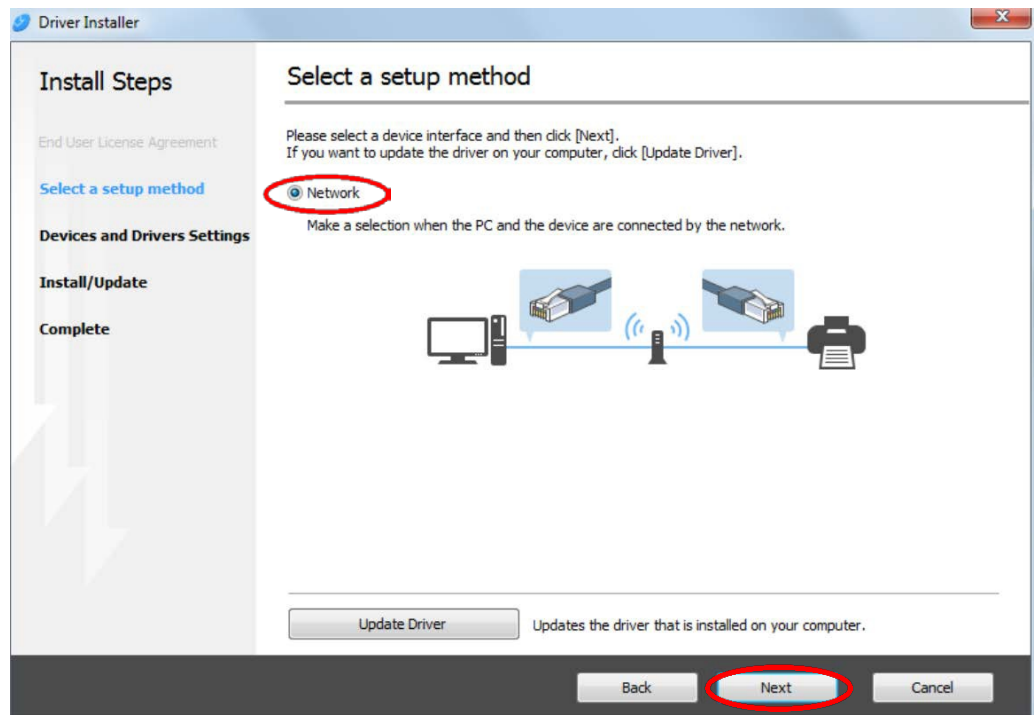 Driver Installer
Install Steps
End User License Agreement
Select a setup method
Devices and Drivers Settings
Install/Update
Complete
Select a setup method
Please select a device interface and then click [Next].
If you want to update the driver on your computer, click [Update Driver].
Network
Make a selection when the PC and the device are connected by the network.
Update Driver
Updates the driver that is installed on your computer.
Back
Next
Cancel